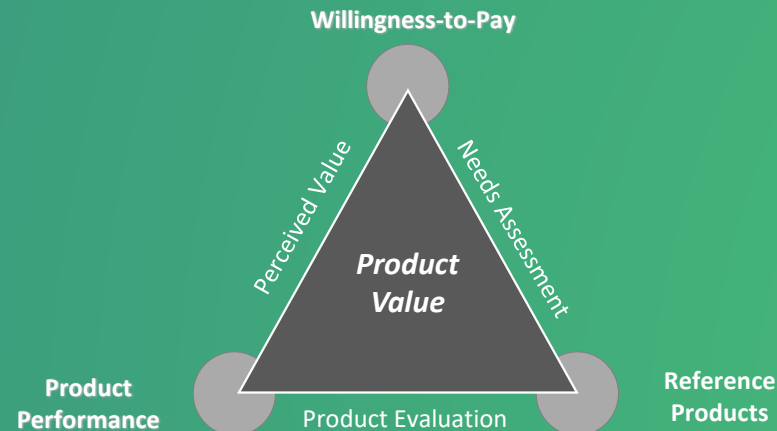 Willingness-to-Pay
Perceived Value
Needs Assessment
Product
Value
Product
Performance
Product Evaluation
Reference
Products